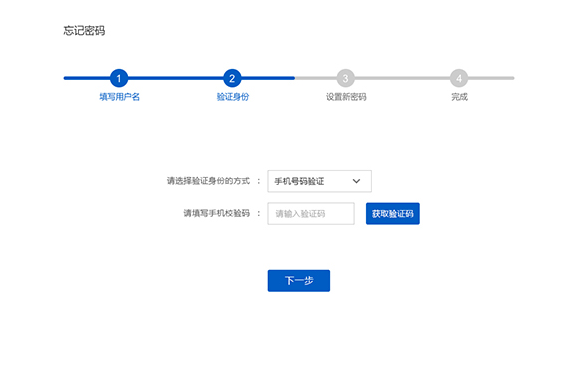 忘记密码
1 2 3 4
填写用户名 验证身份 设置新密码 完成
请选择验证身份的方式 : 手机号码验证
请填写手机校验码 : 请输入验证码 获取验证码
下一步